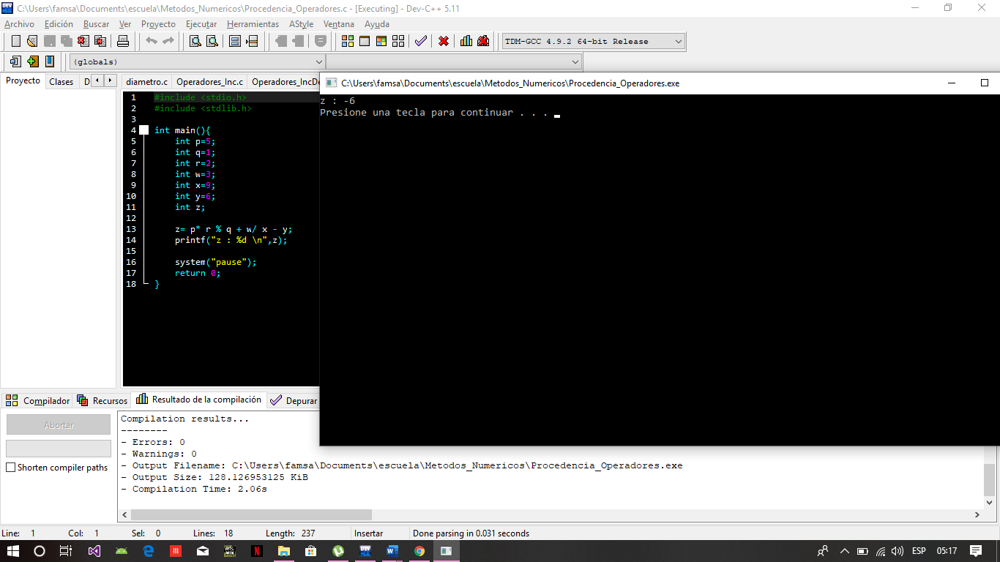 C:\Users\famsa\Documents\escuela\Metodos_Numericos\Procedencia_Operadores.c - [Executing] - Dev-C++ 5.11
Archivo Edición Buscar Ver Proyecto Ejecutar Herramientas AStyle Ventana Ayuda
TDM-GCC 4.9.2 64-bit Release
(globals)
Proyecto Clases D
diametro.c Operadores_Inc.c Operadores_IncDe
1 #include <stdio.h>
2 #include <stdlib.h>
3
4 int main(){
5 int p=5;
6 int q=1;
7 int r=2;
8 int w=3;
9 int x=9;
10 int y=6;
11 int z;
12
13 z= p* r % q + w/ x - y;
14 printf("z : %d \n",z);
15
16 system("pause");
17 return 0;
18 }
C:\Users\famsa\Documents\escuela\Metodos_Numericos\Procedencia_Operadores.exe
z : -6
Presione una tecla para continuar . . .
Compilador Recursos Resultado de la compilación Depurar
Abortar
Shorten compiler paths
Compilation results...
--------
- Errors: 0
- Warnings: 0
- Output Filename: C:\Users\famsa\Documents\escuela\Metodos_Numericos\Procedencia_Operadores.exe
- Output Size: 128.126953125 KiB
- Compilation Time: 2.06s
Line: 1 Col: 1 Sel: 0 Lines: 18 Length: 237 Insertar Done parsing in 0.031 seconds
ESP 05:17